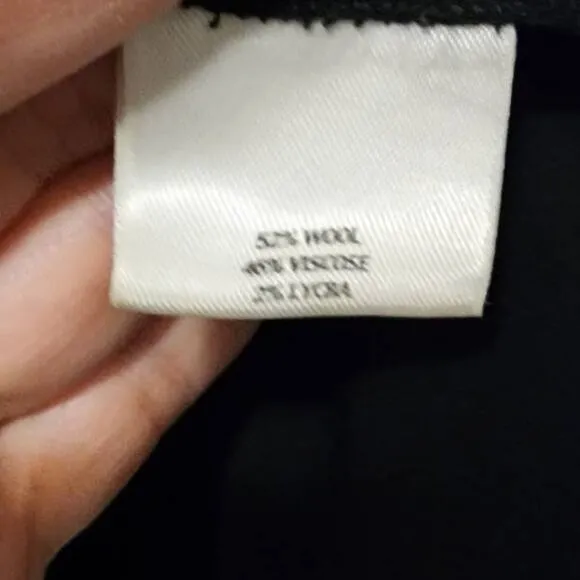 52% WOOL
46% VISCOSE
2% LYCRA